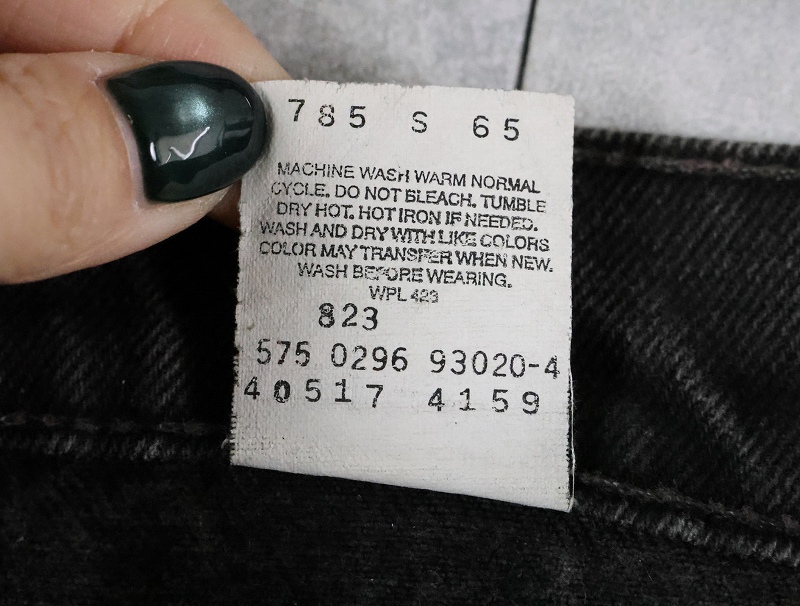 785 S 65
MACHINE WASH WARM NORMAL
CYCLE. DO NOT BLEACH. TUMBLE
DRY HOT. HOT IRON IF NEEDED.
WASH AND DRY WITH LIKE COLORS
COLOR MAY TRANSFER WHEN NEW.
WASH BEFORE WEARING.
WPL 423
823
575 0296 93020-4
40517 4159